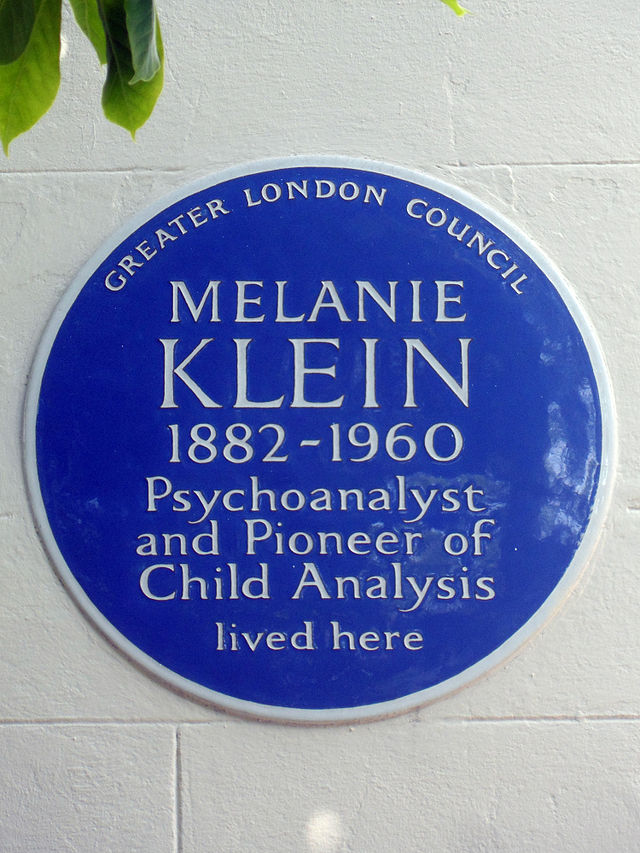 GREATER LONDON COUNCIL
MELANIE
KLEIN
1882-1960
Psychoanalyst
and Pioneer of
Child Analysis
lived here